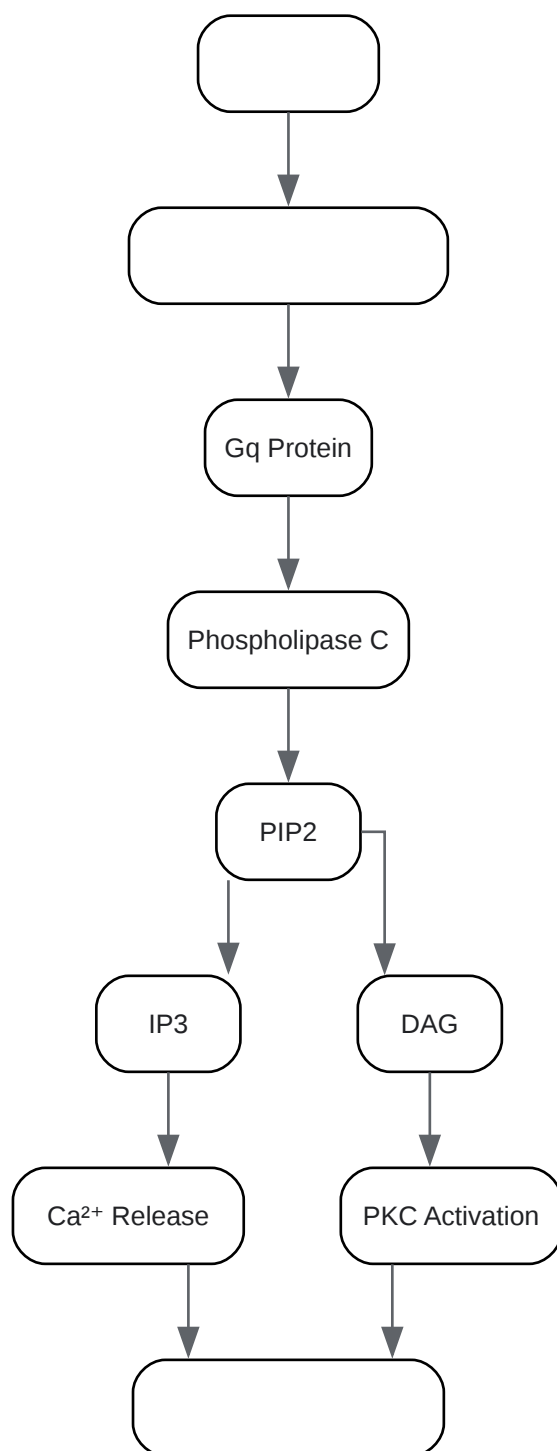 Gq Protein
Phospholipase C
PIP2
IP3
DAG
Ca²⁺ Release
PKC Activation